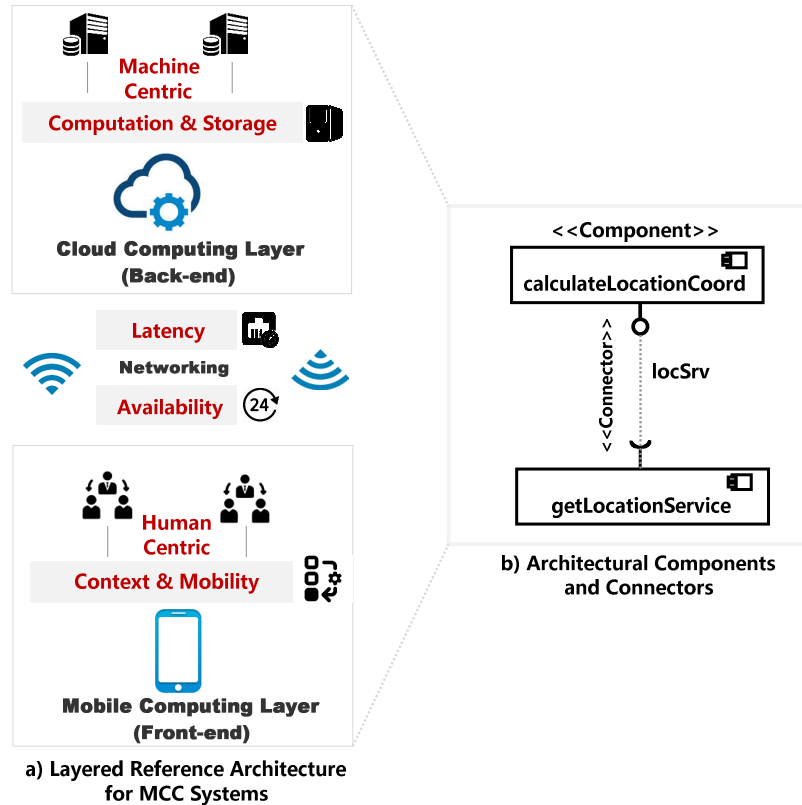 Machine
Centric
Computation & Storage
Cloud Computing Layer
(Back-end)
Latency
Networking
Availability
24
Human
Centric
Context & Mobility
Mobile Computing Layer
(Front-end)
a) Layered Reference Architecture
for MCC Systems
<<Component>>
calculateLocationCoord
<<Connector>>
locSrv
getLocationService
b) Architectural Components
and Connectors